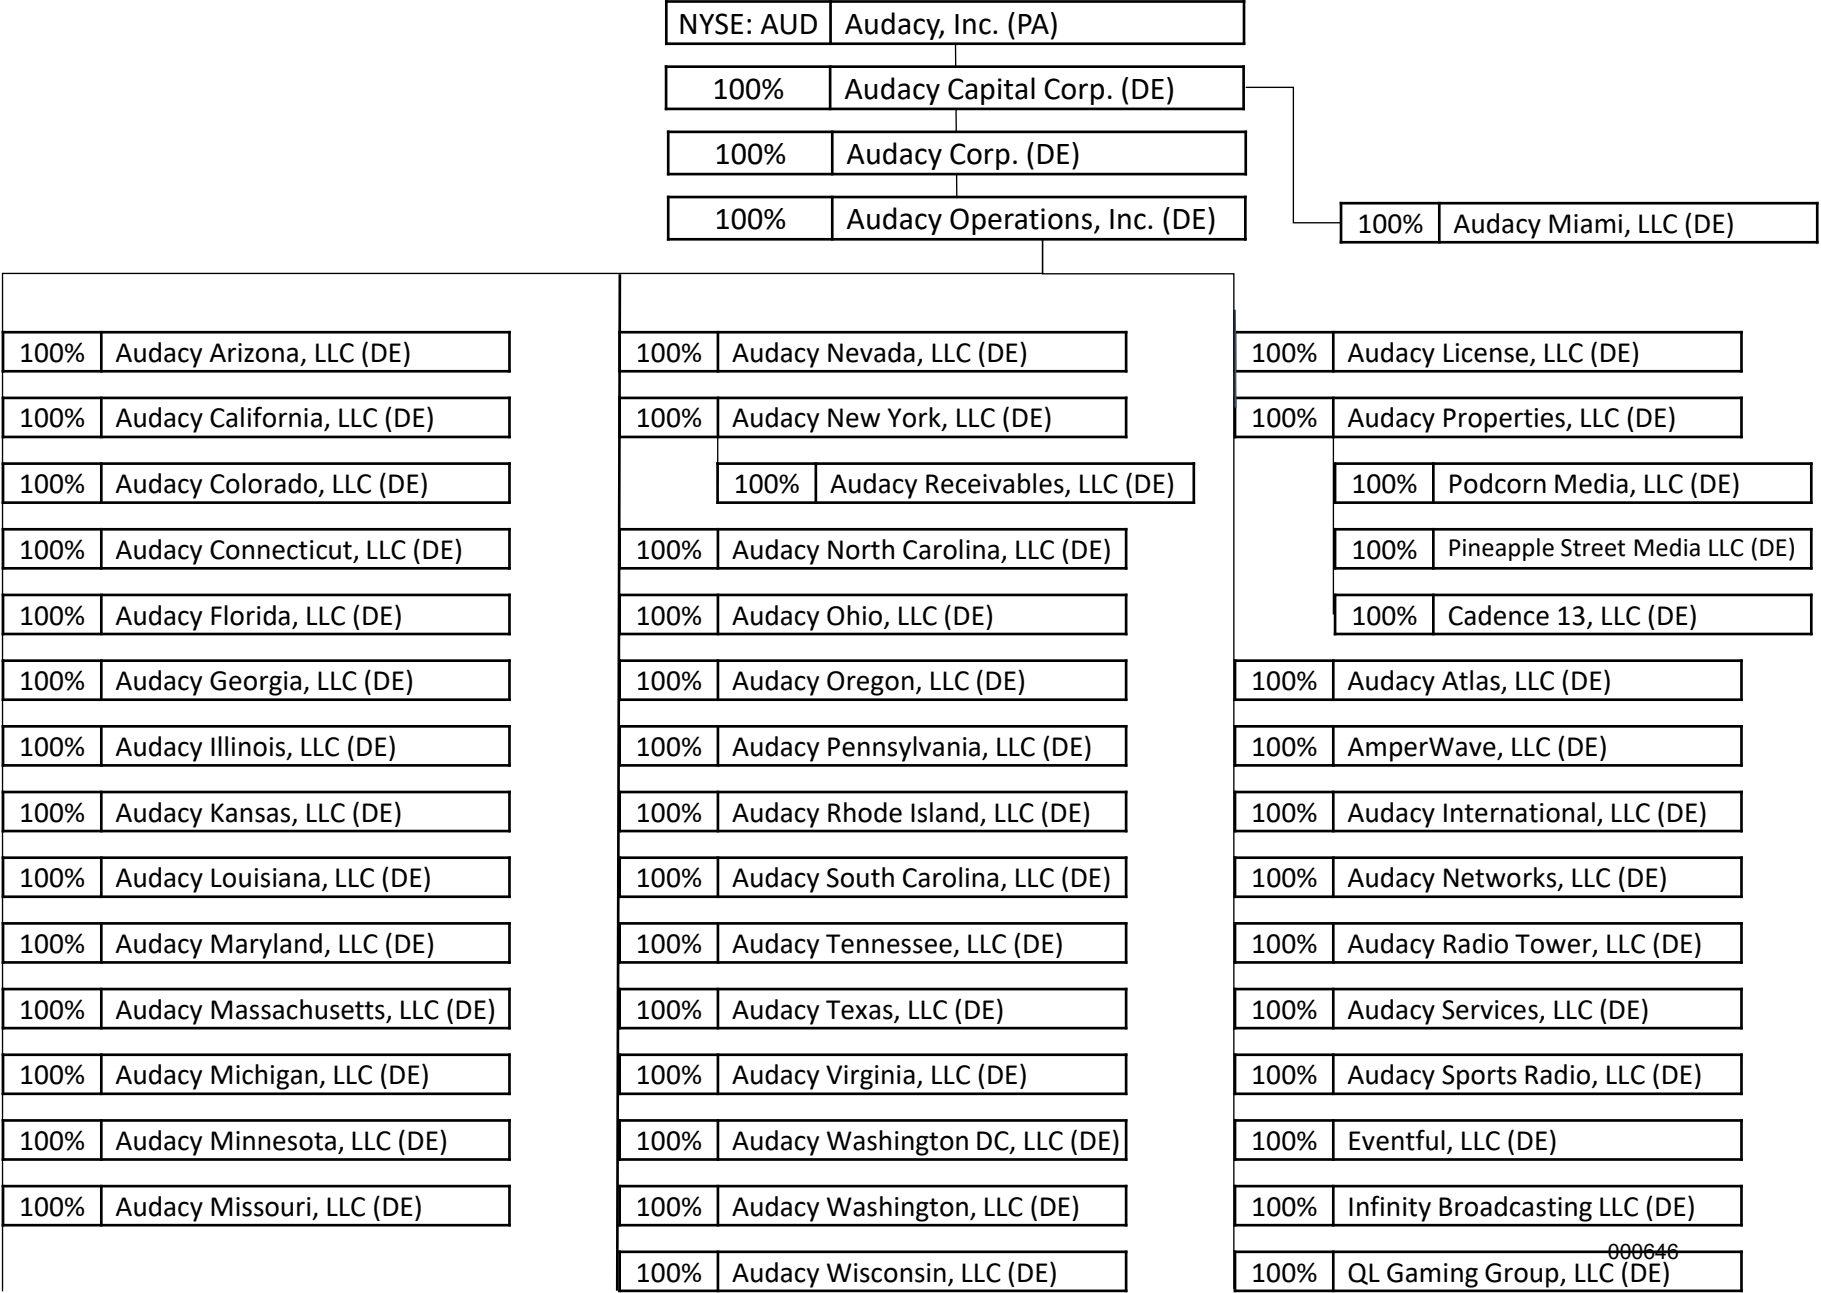 NYSE: AUD Audacy, Inc. (PA)
100% Audacy Capital Corp. (DE)
100% Audacy Corp. (DE)
100% Audacy Operations, Inc. (DE)
100% Audacy Miami, LLC (DE)
100% Audacy Arizona, LLC (DE)
100% Audacy California, LLC (DE)
100% Audacy Colorado, LLC (DE)
100% Audacy Connecticut, LLC (DE)
100% Audacy Florida, LLC (DE)
100% Audacy Georgia, LLC (DE)
100% Audacy Illinois, LLC (DE)
100% Audacy Kansas, LLC (DE)
100% Audacy Louisiana, LLC (DE)
100% Audacy Maryland, LLC (DE)
100% Audacy Massachusetts, LLC (DE)
100% Audacy Michigan, LLC (DE)
100% Audacy Minnesota, LLC (DE)
100% Audacy Missouri, LLC (DE)
100% Audacy Nevada, LLC (DE)
100% Audacy New York, LLC (DE)
100% Audacy Receivables, LLC (DE)
100% Audacy North Carolina, LLC (DE)
100% Audacy Ohio, LLC (DE)
100% Audacy Oregon, LLC (DE)
100% Audacy Pennsylvania, LLC (DE)
100% Audacy Rhode Island, LLC (DE)
100% Audacy South Carolina, LLC (DE)
100% Audacy Tennessee, LLC (DE)
100% Audacy Texas, LLC (DE)
100% Audacy Virginia, LLC (DE)
100% Audacy Washington DC, LLC (DE)
100% Audacy Washington, LLC (DE)
100% Audacy Wisconsin, LLC (DE)
100% Audacy License, LLC (DE)
100% Audacy Properties, LLC (DE)
100% Podcorn Media, LLC (DE)
100% Pineapple Street Media LLC (DE)
100% Cadence 13, LLC (DE)
100% Audacy Atlas, LLC (DE)
100% AmperWave, LLC (DE)
100% Audacy International, LLC (DE)
100% Audacy Networks, LLC (DE)
100% Audacy Radio Tower, LLC (DE)
100% Audacy Services, LLC (DE)
100% Audacy Sports Radio, LLC (DE)
100% Eventful, LLC (DE)
100% Infinity Broadcasting LLC (DE)
000646
100% QL Gaming Group, LLC (DE)